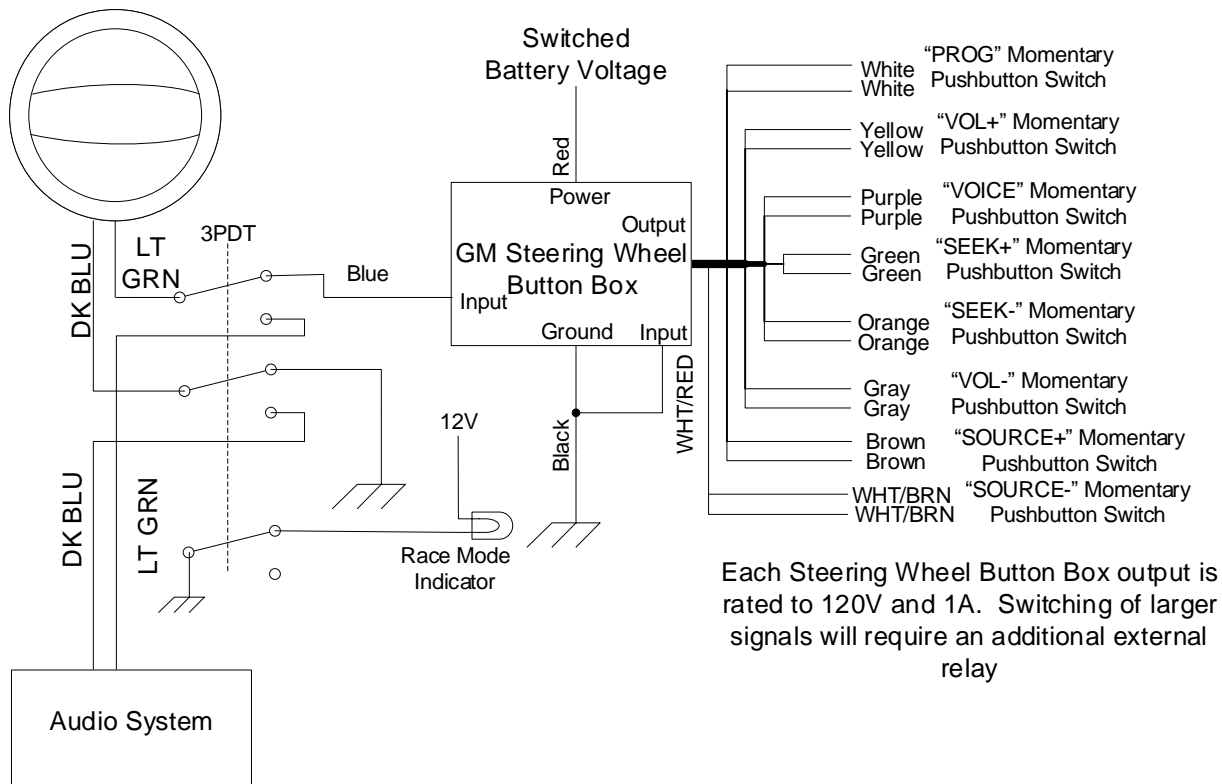 Switched
Battery Voltage
Red
Power
Output
GM Steering Wheel
Button Box
Input
Ground
Input
Black
WHT/RED
3PDT
LT
GRN
DK BLU
Blue
DK BLU
LT GRN
12V
Race Mode
Indicator
Audio System
White
White
“PROG” Momentary
Pushbutton Switch
Yellow
Yellow
“VOL+” Momentary
Pushbutton Switch
Purple
Purple
“VOICE” Momentary
Pushbutton Switch
Green
Green
“SEEK+” Momentary
Pushbutton Switch
Orange
Orange
“SEEK-” Momentary
Pushbutton Switch
Gray
Gray
“VOL-” Momentary
Pushbutton Switch
Brown
Brown
“SOURCE+” Momentary
Pushbutton Switch
WHT/BRN
WHT/BRN
“SOURCE-” Momentary
Pushbutton Switch
Each Steering Wheel Button Box output is
rated to 120V and 1A.  Switching of larger
signals will require an additional external
relay